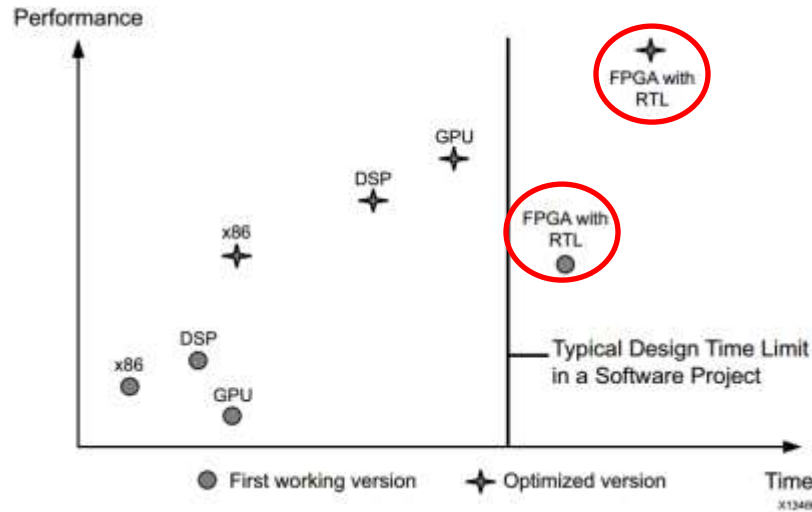 Performance
FPGA with
RTL
GPU
DSP
FPGA with
RTL
x86
DSP
x86
GPU
Typical Design Time Limit
in a Software Project
First working version
Optimized version
Time